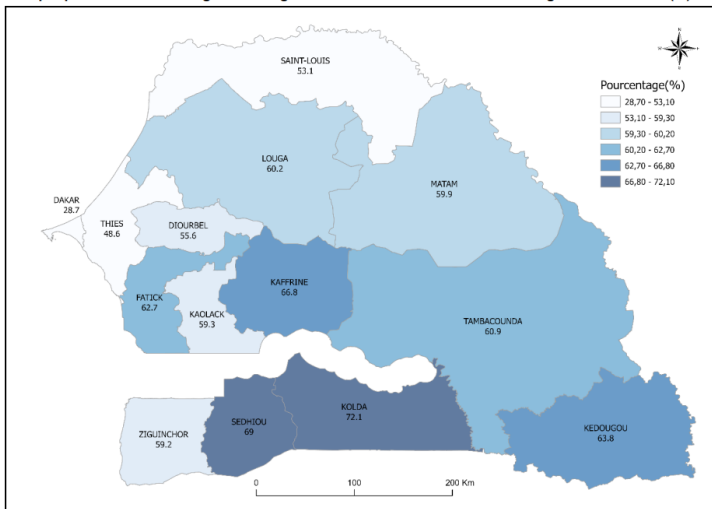 SAINT-LOUIS
53.1
Pourcentage(%)
28,70 - 53,10
53,10 - 59,30
59,30 - 60,20
60,20 - 62,70
62,70 - 66,80
66,80 - 72,10
LOUGA
60.2
MATAM
59.9
DAKAR
28.7
THIES
48.6
DIOURBEL
55.6
KAFFRINE
66.8
FATICK
62.7
KAOLACK
59.3
TAMBACOUNDA
60.9
KOLDA
72.1
SEDHIOU
69
ZIGUINCHOR
59.2
KEDOUGOU
63.8
0 100 200 Km